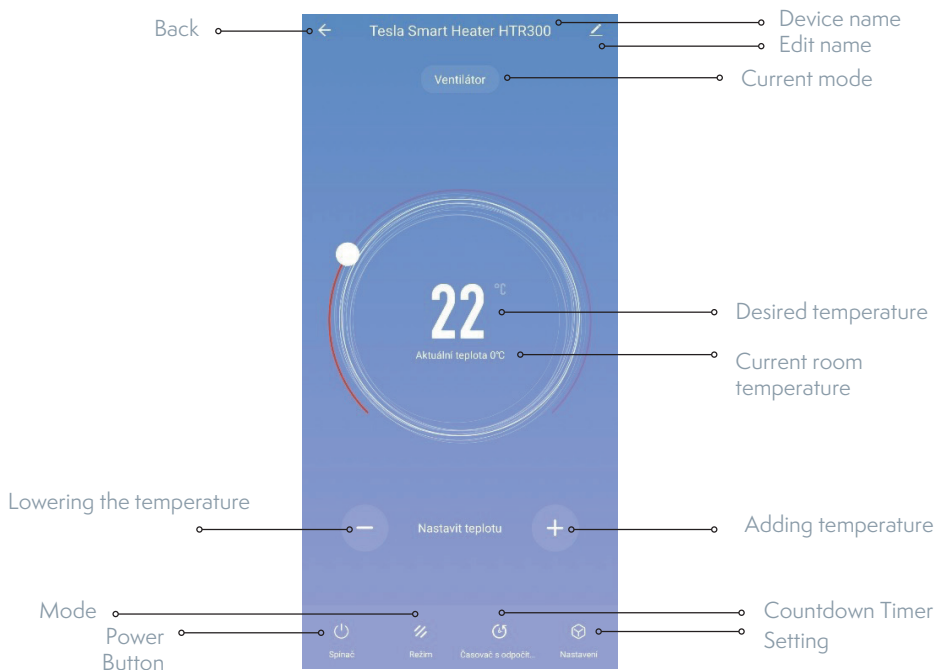 Back
Tesla Smart Heater HTR300
Device name
Edit name
Ventilátor
Current mode
22 °C
Desired temperature
Aktuální teplota 0°C
Current room
temperature
Lowering the temperature
Nastavit teplotu
Adding temperature
Mode
Power
Button
Countdown Timer
Setting
Spínač
Režim
Časovač s odpočít...
Nastavení